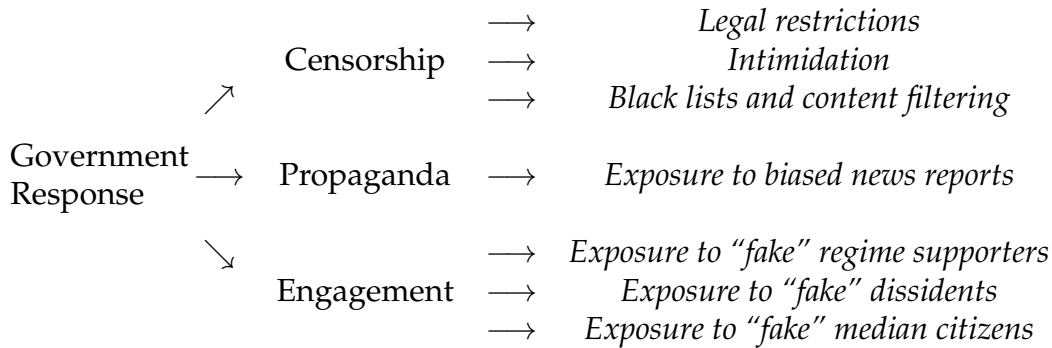 Legal restrictions
Censorship
Intimidation
Black lists and content filtering
Government
Response
Propaganda
Exposure to biased news reports
Exposure to “fake” regime supporters
Engagement
Exposure to “fake” dissidents
Exposure to “fake” median citizens